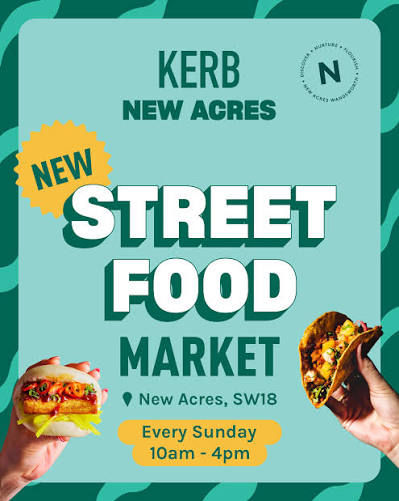 KERB
NEW ACRES
N
DISCOVER • NURTURE • FLOURISH • NEW ACRES WANDSWORTH •
NEW
STREET
FOOD
MARKET
New Acres, SW18
Every Sunday
10am - 4pm